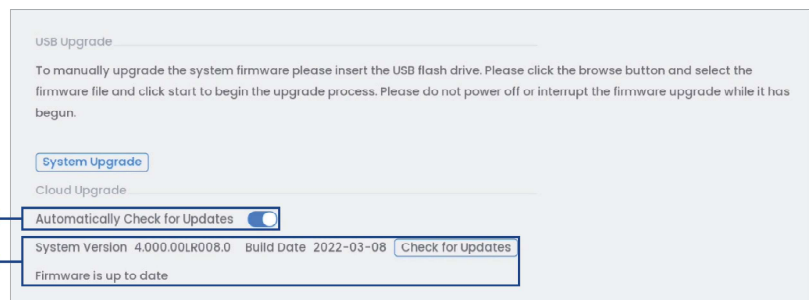 USB Upgrade
To manually upgrade the system firmware please insert the USB flash drive. Please click the browse button and select the
firmware file and click start to begin the upgrade process. Please do not power off or interrupt the firmware upgrade while it has
begun.
System Upgrade
Cloud Upgrade
Automatically Check for Updates
System Version 4.000.00LR008.0 Build Date 2022-03-08 Check for Updates
Firmware is up to date